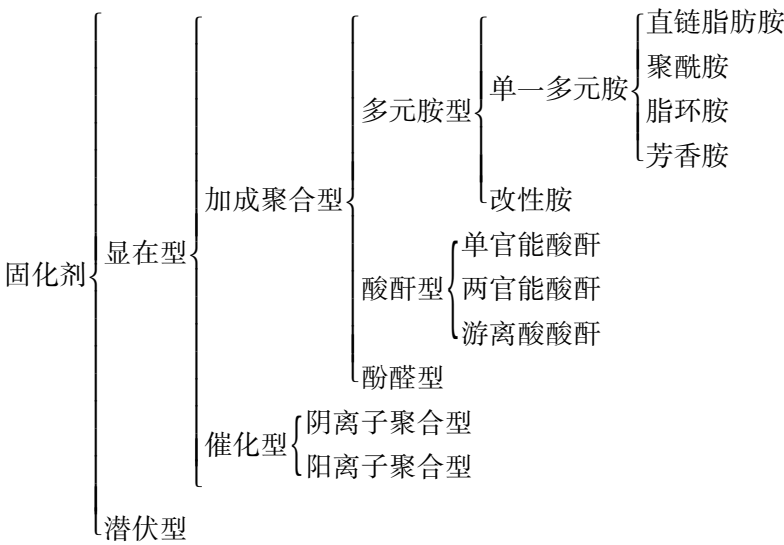 固化剂
显在型
加成聚合型
多元胺型
单一多元胺
直链脂肪胺
聚酰胺
脂环胺
芳香胺
改性胺
酸酐型
单官能酸酐
两官能酸酐
游离酸酸酐
酚醛型
催化型
阴离子聚合型
阳离子聚合型
潜伏型